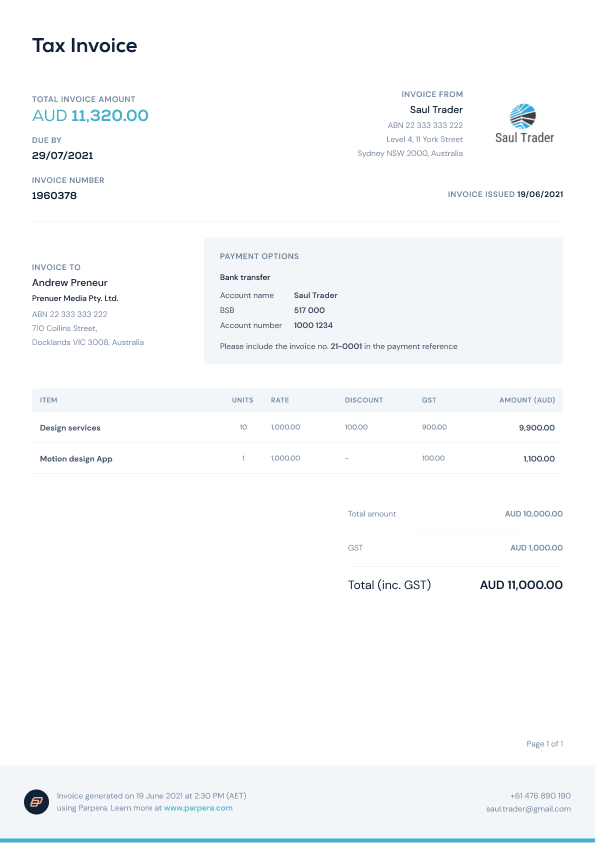 Tax Invoice
TOTAL INVOICE AMOUNT
AUD 11,320.00
DUE BY
29/07/2021
INVOICE NUMBER
1960378
INVOICE FROM
Saul Trader
ABN 22 333 333 222
Level 4, 11 York Street
Sydney NSW 2000, Australia
Saul Trader
INVOICE ISSUED 19/06/2021
INVOICE TO
Andrew Preneur
Prenuer Media Pty. Ltd.
ABN 22 333 333 222
710 Collins Street,
Docklands VIC 3008, Australia
PAYMENT OPTIONS
Bank transfer
Account name Saul Trader
BSB 517 000
Account number 1000 1234
Please include the invoice no. 21-0001 in the payment reference
ITEM UNITS RATE DISCOUNT GST AMOUNT (AUD)
Design services 10 1,000.00 100.00 900.00 9,900.00
Motion design App 1 1,000.00 - 100.00 1,100.00
Total amount AUD 10,000.00
GST AUD 1,000.00
Total (inc. GST) AUD 11,000.00
Page 1 of 1
Invoice generated on 19 June 2021 at 2:30 PM (AET)
using Parpera. Learn more at www.parpera.com
+61 476 890 190
saul.trader@gmail.com